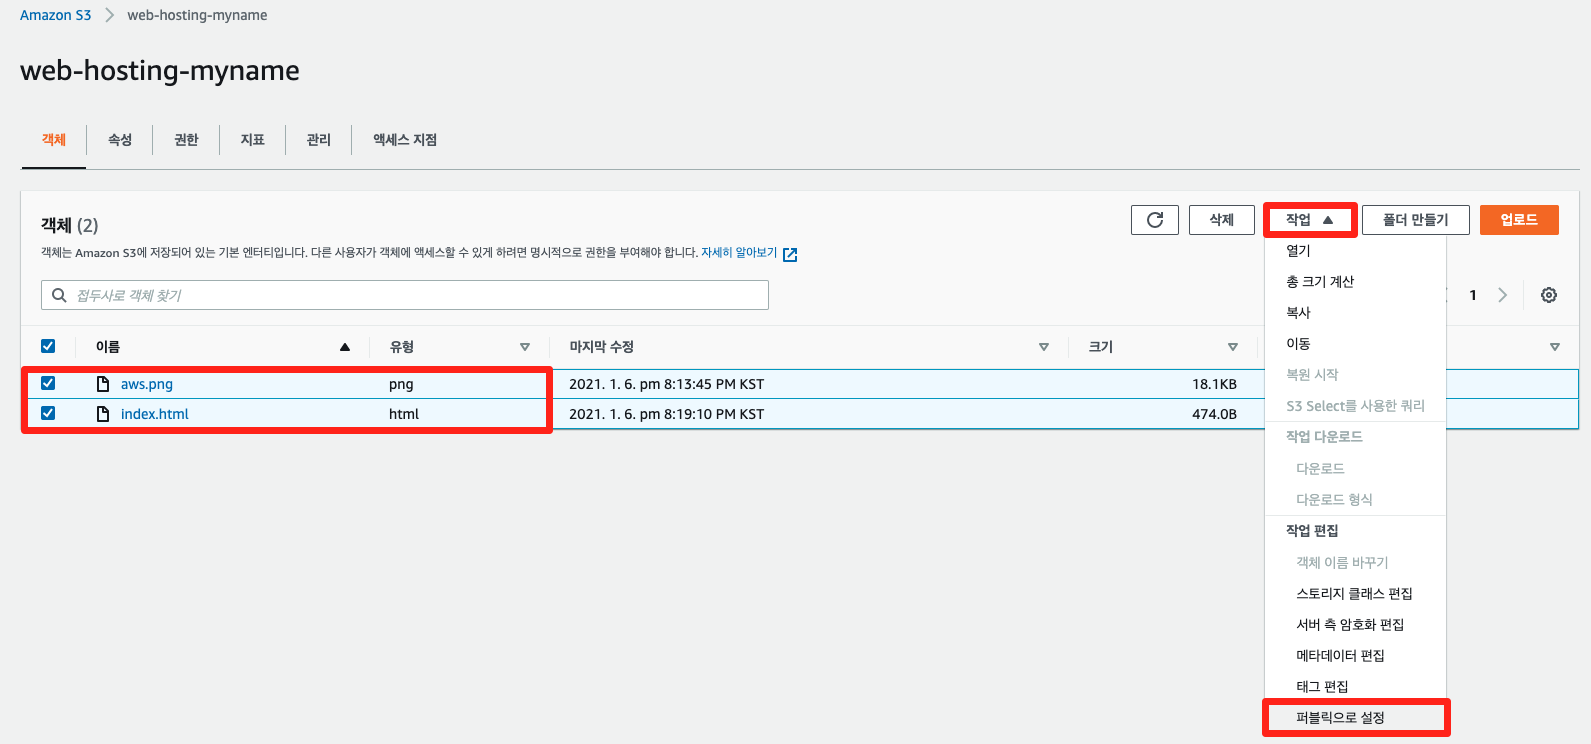 Amazon S3 > web-hosting-myname
web-hosting-myname
객체 속성 권한 지표 관리 액세스 지점
객체 (2)
삭제 작업 ▲ 폴더 만들기 업로드
객체는 Amazon S3에 저장되어 있는 기본 엔터티입니다. 다른 사용자가 객체에 액세스할 수 있게 하려면 명시적으로 권한을 부여해야 합니다. 자세히 알아보기
접두사로 객체 찾기
1
이름 유형 마지막 수정 크기
aws.png png 2021. 1. 6. pm 8:13:45 PM KST 18.1KB
index.html html 2021. 1. 6. pm 8:19:10 PM KST 474.0B
열기
총 크기 계산
복사
이동
복원 시작
S3 Select를 사용한 쿼리
작업 다운로드
다운로드
다운로드 형식
작업 편집
객체 이름 바꾸기
스토리지 클래스 편집
서버 측 암호화 편집
메타데이터 편집
태그 편집
퍼블릭으로 설정